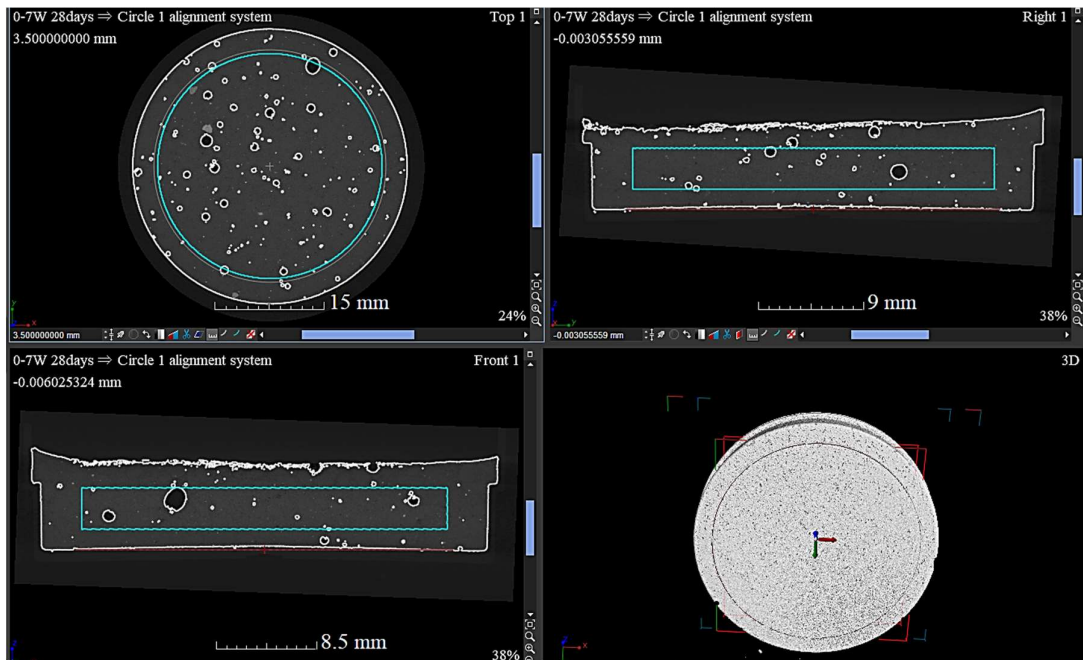 0-7W 28days ⇒ Circle 1 alignment system
Top 1
3.500000000 mm
15 mm
24%
3.500000000 mm
0-7W 28days ⇒ Circle 1 alignment system
Right 1
-0.003055559 mm
9 mm
38%
-0.003055559 mm
0-7W 28days ⇒ Circle 1 alignment system
Front 1
-0.006025324 mm
8.5 mm
38%
3D